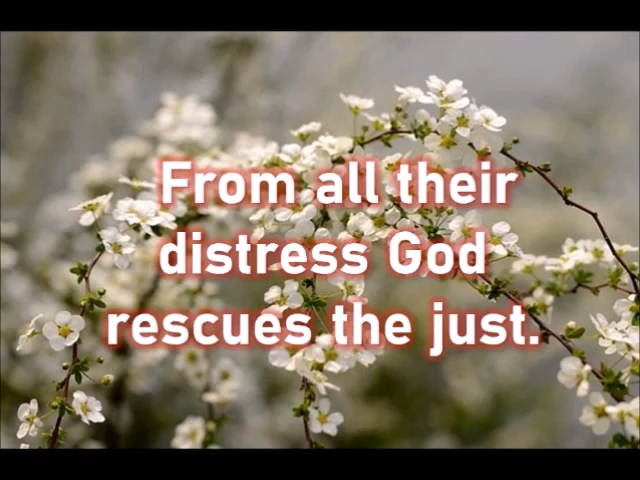 From all their
distress God
rescues the just.